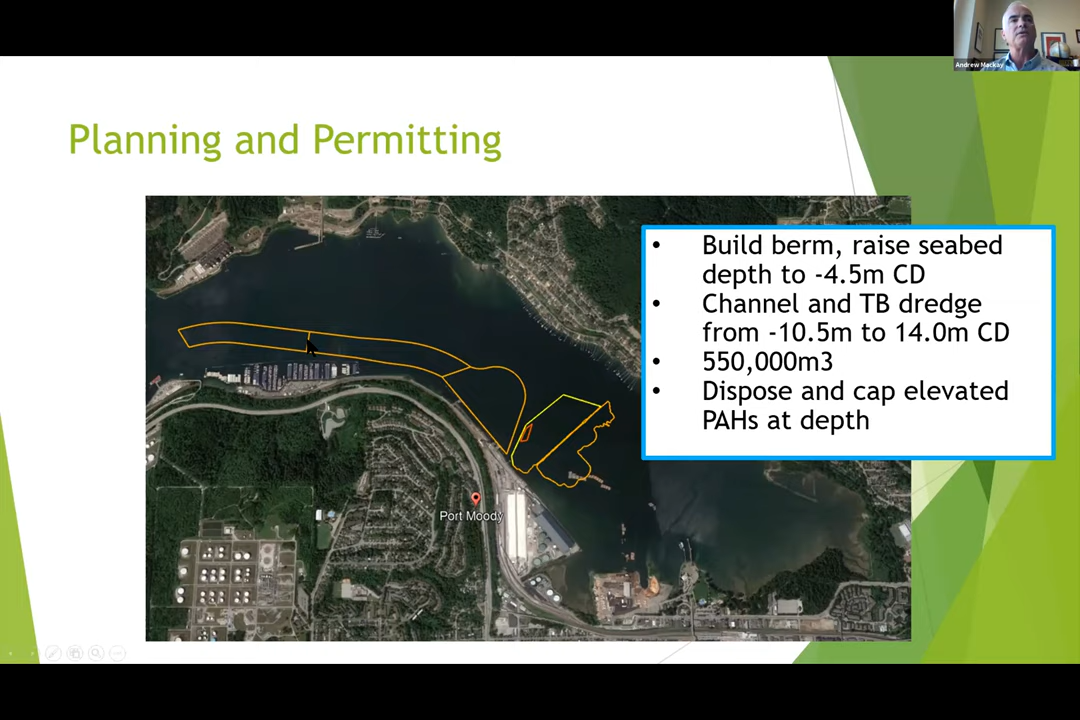 Andrew Mackay
Planning and Permitting
• Build berm, raise seabed
depth to -4.5m CD
• Channel and TB dredge
from -10.5m to 14.0m CD
• 550,000m3
• Dispose and cap elevated
PAHs at depth
Port Moody